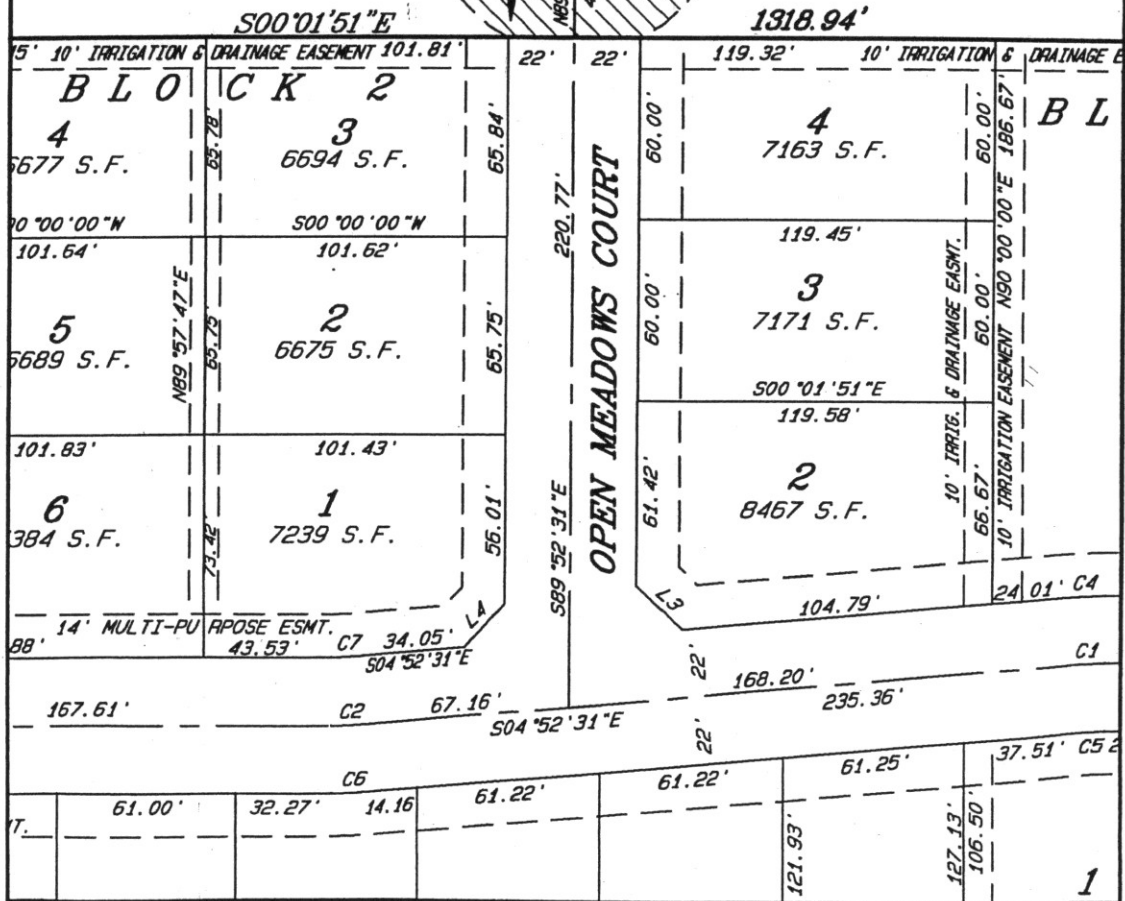 S00°01'51"E
N89
4
1318.94'
5' 10' IRRIGATION & DRAINAGE EASEMENT 101.81'
22' 22'
119.32' 10' IRRIGATION & DRAINAGE E
BLOCK 2
BL
4
6677 S.F.
65.78'
3
6694 S.F.
65.84'
60.00'
4
7163 S.F.
60.00'
186.67'
00°00'00"W
S00°00'00"W
101.64'
101.62'
220.77'
OPEN MEADOWS COURT
119.45'
N89°57'47"E
5
6689 S.F.
65.75'
2
6675 S.F.
65.75'
60.00'
3
7171 S.F.
60.00'
10' IRRIG. & DRAINAGE EASMT.
10' IRRIGATION EASEMENT N90°00'00"E
S00°01'51"E
119.58'
101.83'
101.43'
6
384 S.F.
73.42'
1
7239 S.F.
56.01'
S89°52'31"E
61.42'
2
8467 S.F.
66.67'
L4
L3
104.79'
24.01' C4
14' MULTI-PURPOSE ESMT.
88'
43.53' C7 34.05'
S04°52'31"E
22'
C1
168.20'
235.36'
167.61'
C2
67.16'
S04°52'31"E
22'
C6
37.51' C5 2
61.00'
32.27'
14.16
61.22'
61.22'
61.25'
T.
121.93'
127.13'
106.50'
1